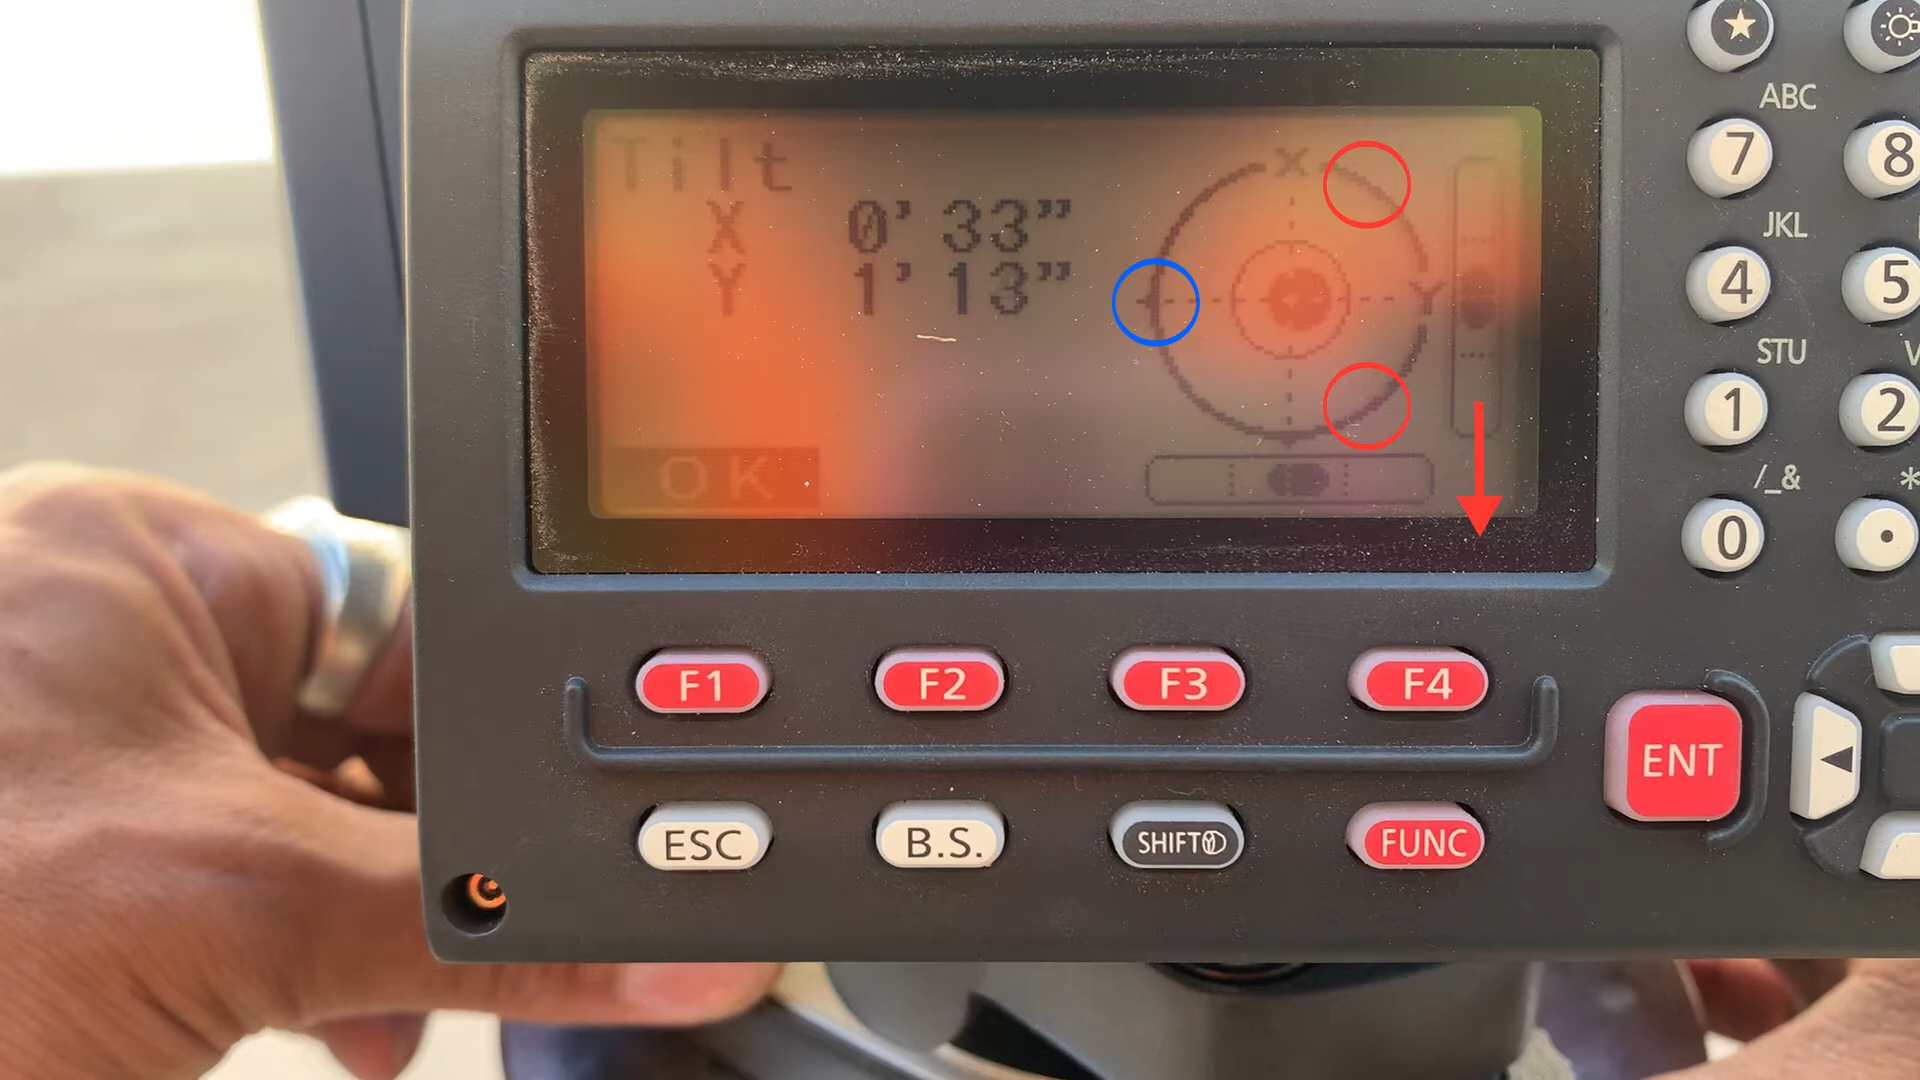 Tilt
X 0' 33"
Y 1' 13"
X
Y
OK
ABC
7
8
JKL
4
5
STU
1
2
/_&
*
0
.
F1
F2
F3
F4
ENT
ESC
B.S.
SHIFT
FUNC